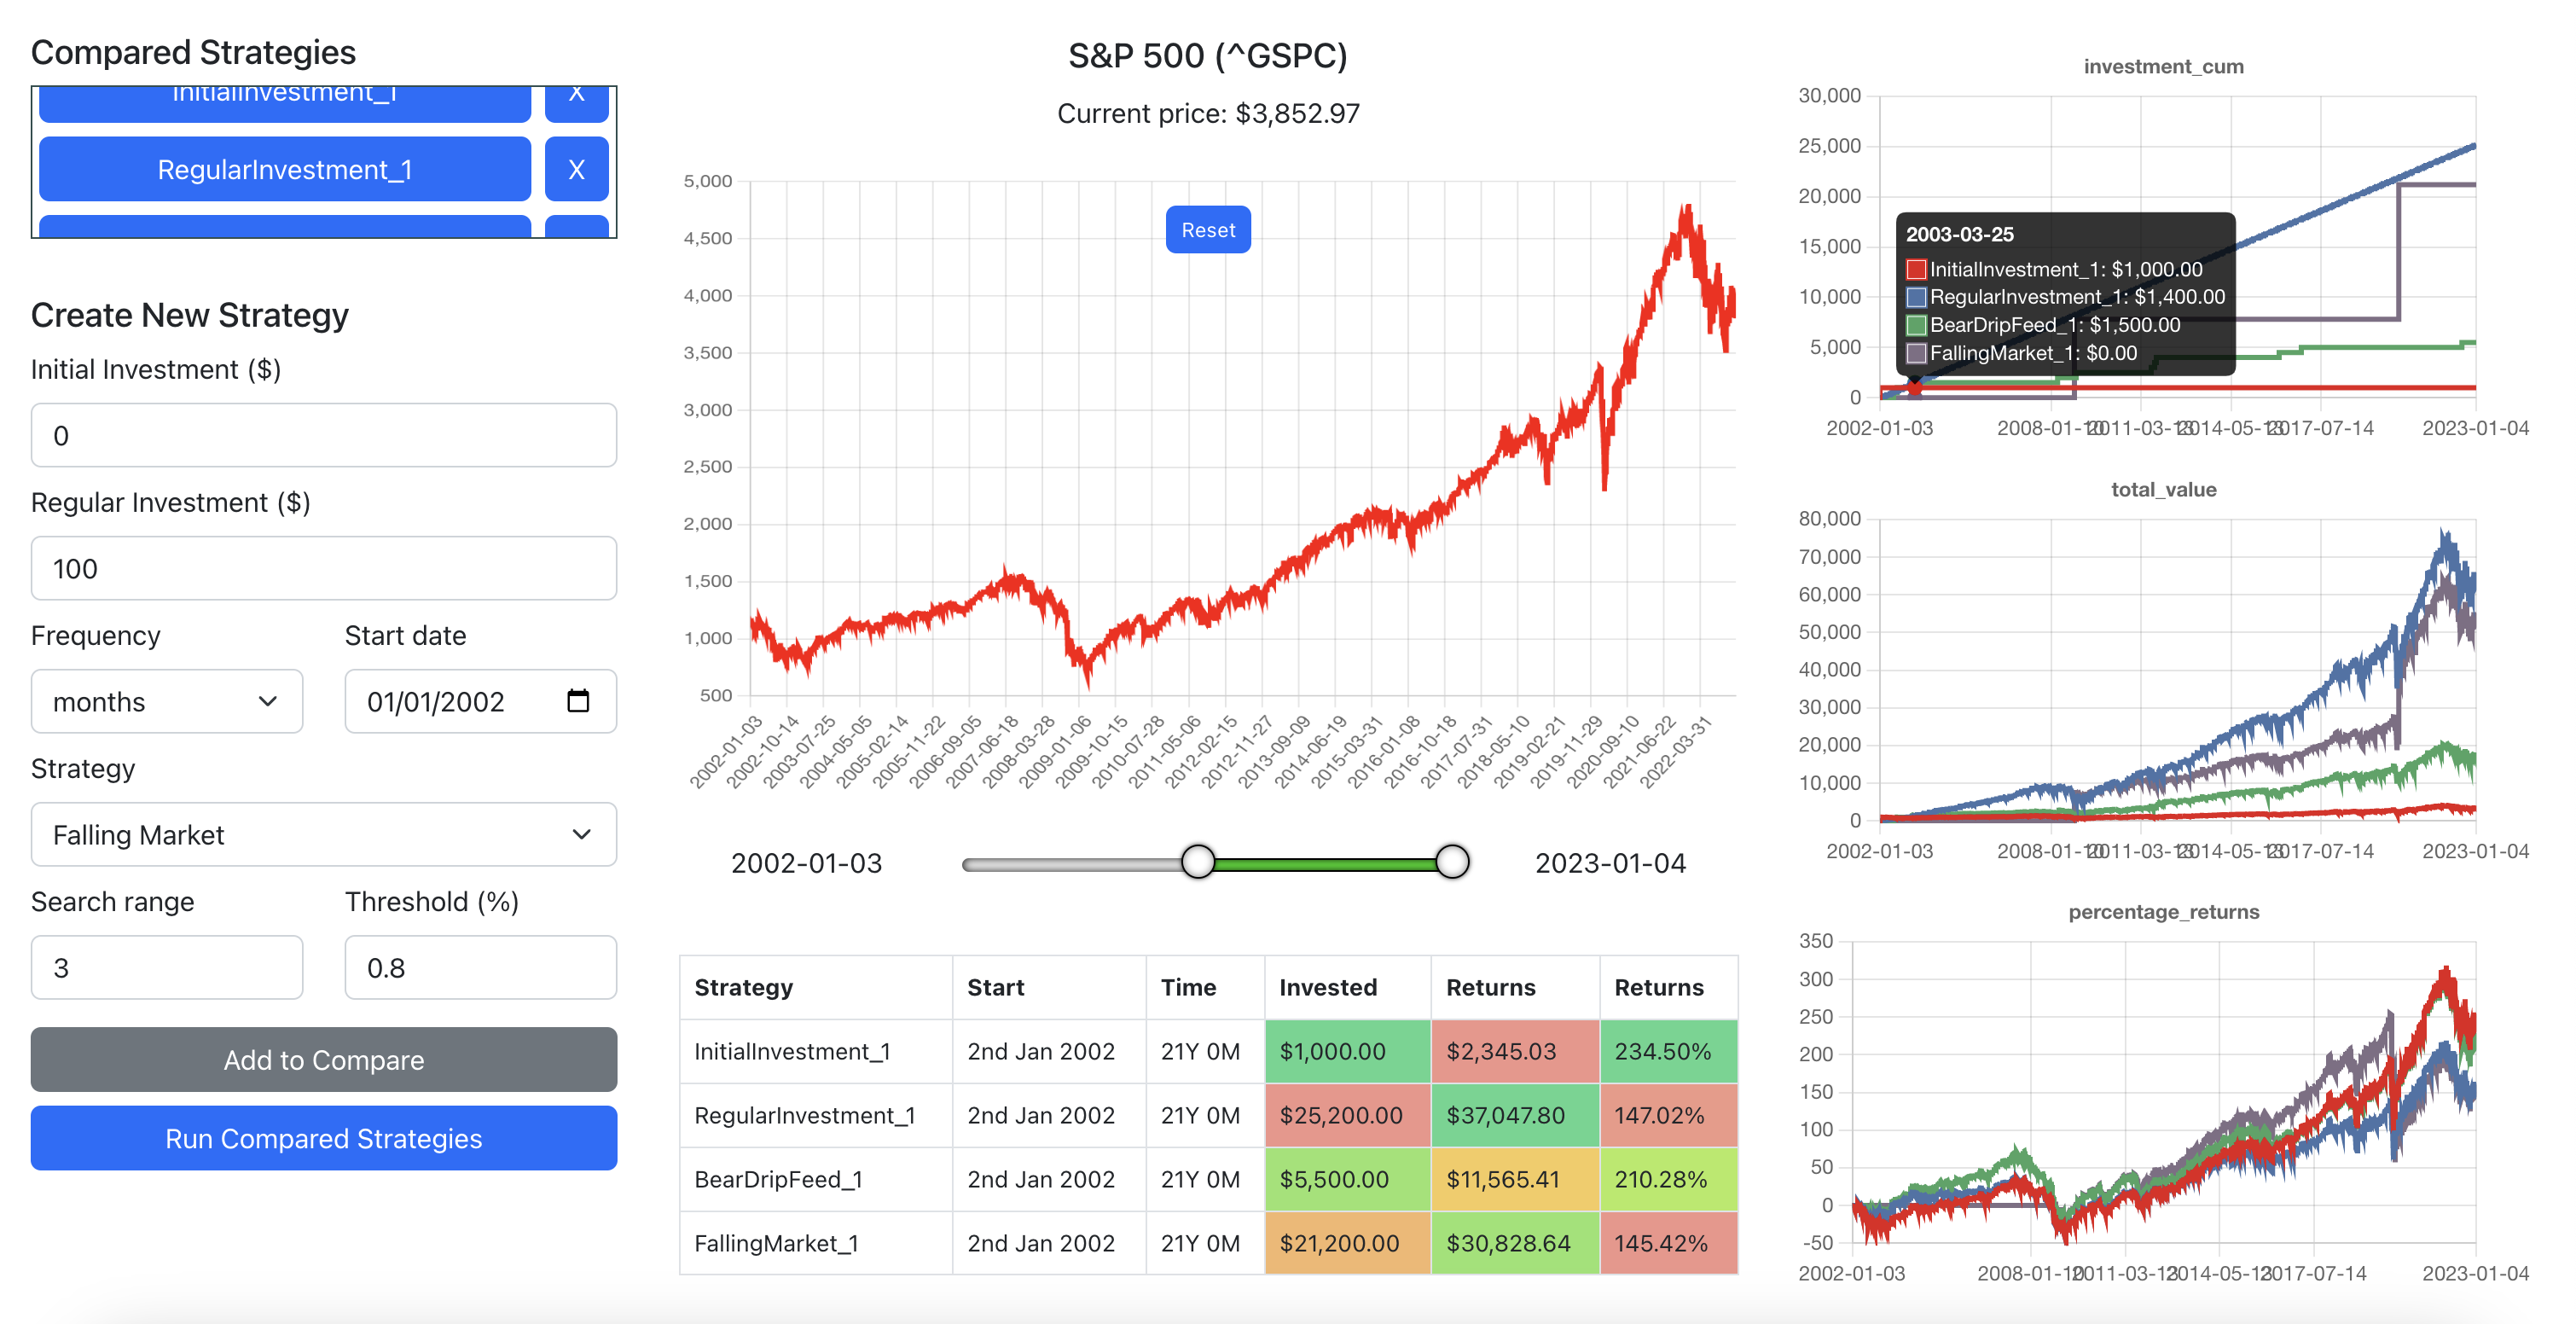 Compared Strategies
InitialInvestment_1 X
RegularInvestment_1 X
Create New Strategy
Initial Investment ($)
0
Regular Investment ($)
100
Frequency Start date
months 01/01/2002
Strategy
Falling Market
Search range Threshold (%)
3 0.8
Add to Compare
Run Compared Strategies
S&P 500 (^GSPC)
Current price: $3,852.97
Reset
5,000
4,500
4,000
3,500
3,000
2,500
2,000
1,500
1,000
500
2002-01-03 2002-10-14 2003-07-25 2004-05-05 2005-02-14 2005-11-22 2006-09-05 2007-06-18 2008-03-28 2009-01-06 2009-10-15 2010-07-28 2011-05-06 2012-02-15 2012-11-27 2013-09-09 2014-06-19 2015-03-31 2016-01-08 2016-10-18 2017-07-31 2018-05-10 2019-02-21 2019-11-29 2020-09-10 2021-06-22 2022-03-31
2002-01-03 2023-01-04
Strategy Start Time Invested Returns Returns
InitialInvestment_1 2nd Jan 2002 21Y 0M $1,000.00 $2,345.03 234.50%
RegularInvestment_1 2nd Jan 2002 21Y 0M $25,200.00 $37,047.80 147.02%
BearDripFeed_1 2nd Jan 2002 21Y 0M $5,500.00 $11,565.41 210.28%
FallingMarket_1 2nd Jan 2002 21Y 0M $21,200.00 $30,828.64 145.42%
investment_cum
30,000
25,000
20,000
15,000
10,000
5,000
0
2003-03-25
InitialInvestment_1: $1,000.00
RegularInvestment_1: $1,400.00
BearDripFeed_1: $1,500.00
FallingMarket_1: $0.00
2002-01-03 2008-01-10 2011-03-13 2014-05-13 2017-07-14 2023-01-04
total_value
80,000
70,000
60,000
50,000
40,000
30,000
20,000
10,000
0
2002-01-03 2008-01-10 2011-03-13 2014-05-13 2017-07-14 2023-01-04
percentage_returns
350
300
250
200
150
100
50
0
-50
2002-01-03 2008-01-10 2011-03-13 2014-05-13 2017-07-14 2023-01-04